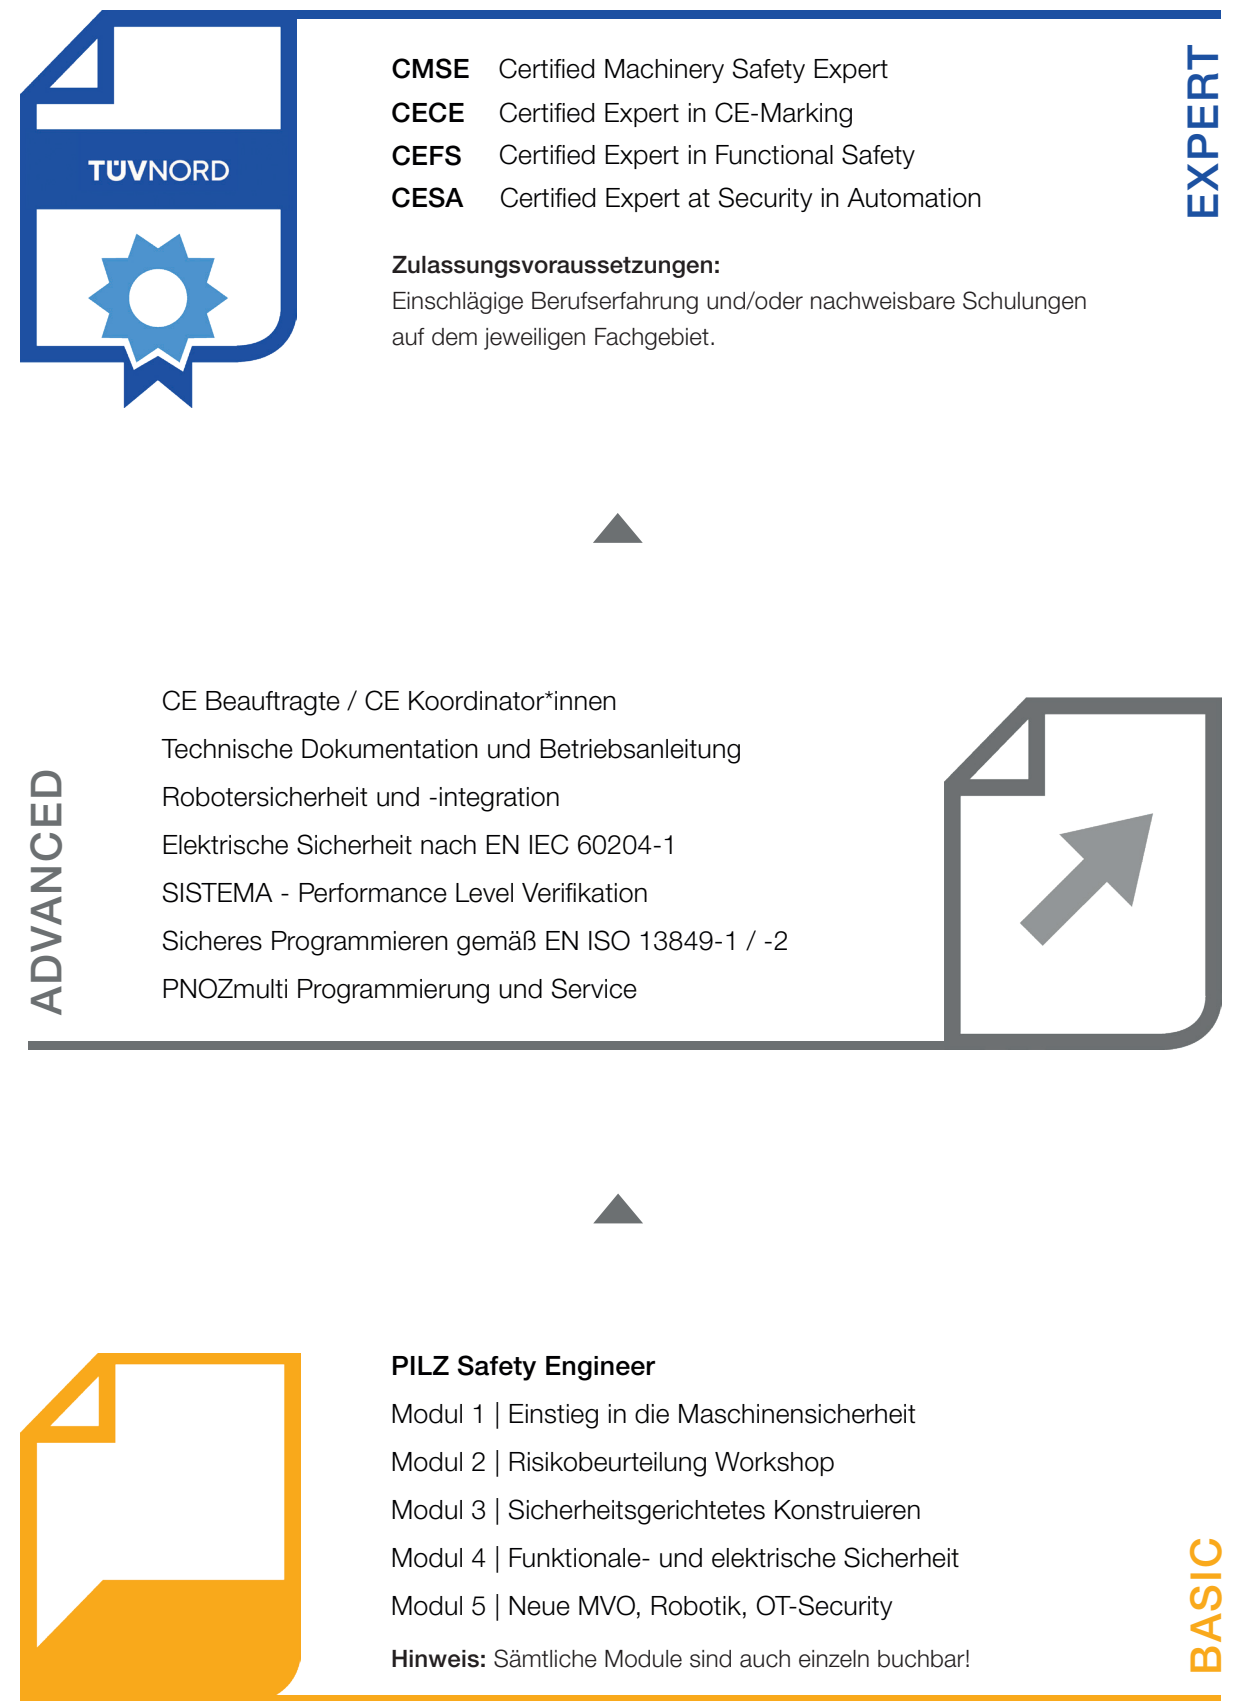 TÜVNORD
EXPERT
CMSE Certified Machinery Safety Expert
CECE Certified Expert in CE-Marking
CEFS Certified Expert in Functional Safety
CESA Certified Expert at Security in Automation
Zulassungsvoraussetzungen:
Einschlägige Berufserfahrung und/oder nachweisbare Schulungen
auf dem jeweiligen Fachgebiet.
ADVANCED
CE Beauftragte / CE Koordinator*innen
Technische Dokumentation und Betriebsanleitung
Robotersicherheit und -integration
Elektrische Sicherheit nach EN IEC 60204-1
SISTEMA - Performance Level Verifikation
Sicheres Programmieren gemäß EN ISO 13849-1 / -2
PNOZmulti Programmierung und Service
PILZ Safety Engineer
Modul 1 | Einstieg in die Maschinensicherheit
Modul 2 | Risikobeurteilung Workshop
Modul 3 | Sicherheitsgerichtetes Konstruieren
Modul 4 | Funktionale- und elektrische Sicherheit
Modul 5 | Neue MVO, Robotik, OT-Security
Hinweis: Sämtliche Module sind auch einzeln buchbar!
BASIC